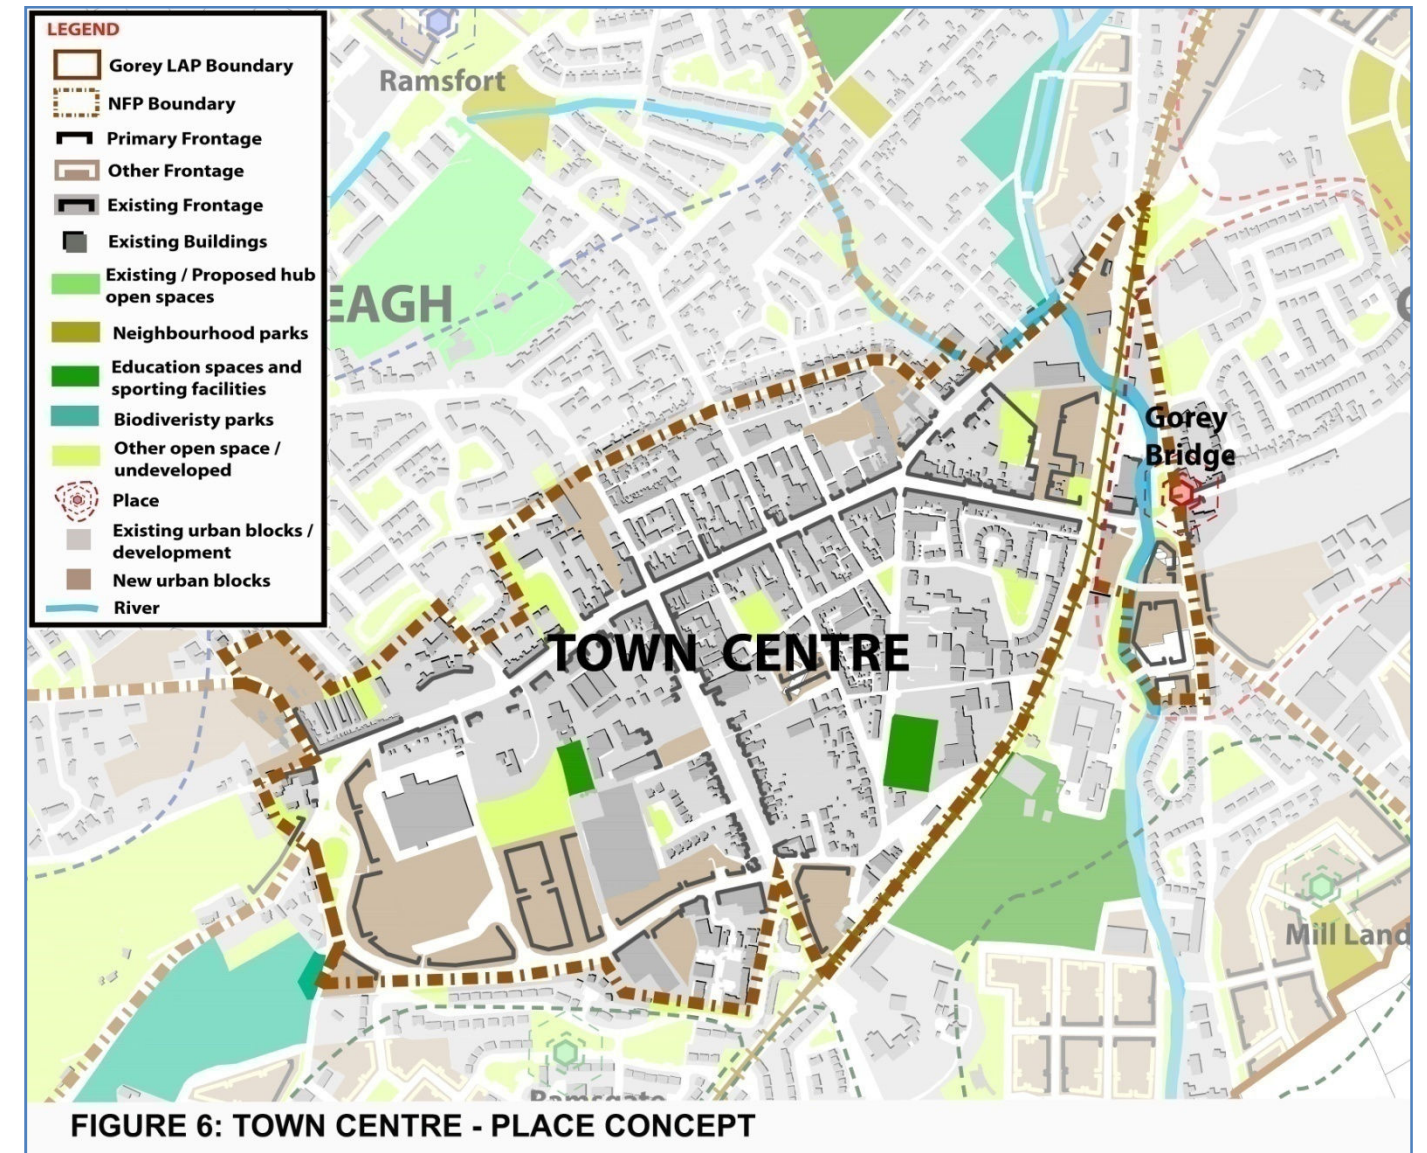 LEGEND
Gorey LAP Boundary
NFP Boundary
Primary Frontage
Other Frontage
Existing Frontage
Existing Buildings
Existing / Proposed hub
open spaces
Neighbourhood parks
Education spaces and
sporting facilities
Biodiveristy parks
Other open space /
undeveloped
Place
Existing urban blocks /
development
New urban blocks
River
Ramsfort
EAGH
Gorey
Bridge
TOWN CENTRE
Mill Land
Ramsgate
FIGURE 6: TOWN CENTRE - PLACE CONCEPT